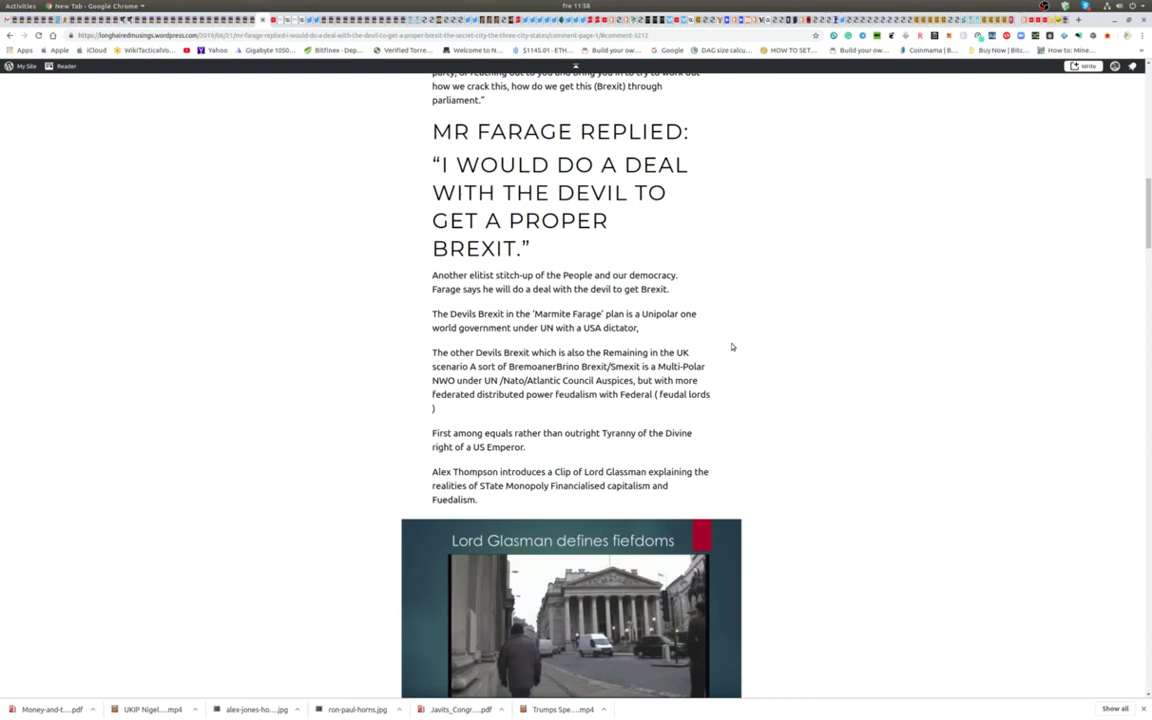 Activities
New Tab - Google Chrome
fre 11:58
https://longhairedmusings.wordpress.com/2019/06/21/mr-farage-replied-i-would-do-a-deal-with-the-devil-to-get-a-proper-brexit-the-secret-city-the-three-city-states/comment-page-1/#comment-3212
Apps Apple iCloud WikiTacticalVo... Yahoo Gigabyte 1050... Bitfinex - Dep... Verified Torre... Welcome to N... $1145.01 - ETH... Build your ow... Google DAG size calcu... HOW TO SET... Build your ow... Coinmama | B... Buy Now | Bitc... How to: Mine...
My Site Reader Write
party, or reaching out to you and bring you in to try to work out
how we crack this, how do we get this (Brexit) through
parliament.”
MR FARAGE REPLIED:
“I WOULD DO A DEAL
WITH THE DEVIL TO
GET A PROPER
BREXIT.”
Another elitist stitch-up of the People and our democracy.
Farage says he will do a deal with the devil to get Brexit.
The Devils Brexit in the ‘Marmite Farage’ plan is a Unipolar one
world government under UN with a USA dictator,
The other Devils Brexit which is also the Remaining in the UK
scenario A sort of BremoanerBrino Brexit/Smexit is a Multi-Polar
NWO under UN /Nato/Atlantic Council Auspices, but with more
federated distributed power feudalism with Federal ( feudal lords
)
First among equals rather than outright Tyranny of the Divine
right of a US Emperor.
Alex Thompson introduces a Clip of Lord Glassman explaining the
realities of STate Monopoly Financialised capitalism and
Fuedalism.
Lord Glasman defines fiefdoms
Money-and-t....pdf UKIP Nigel....mp4 alex-jones-ho....jpg ron-paul-horns.jpg Javits_Congr....pdf Trumps Spe....mp4 Show all